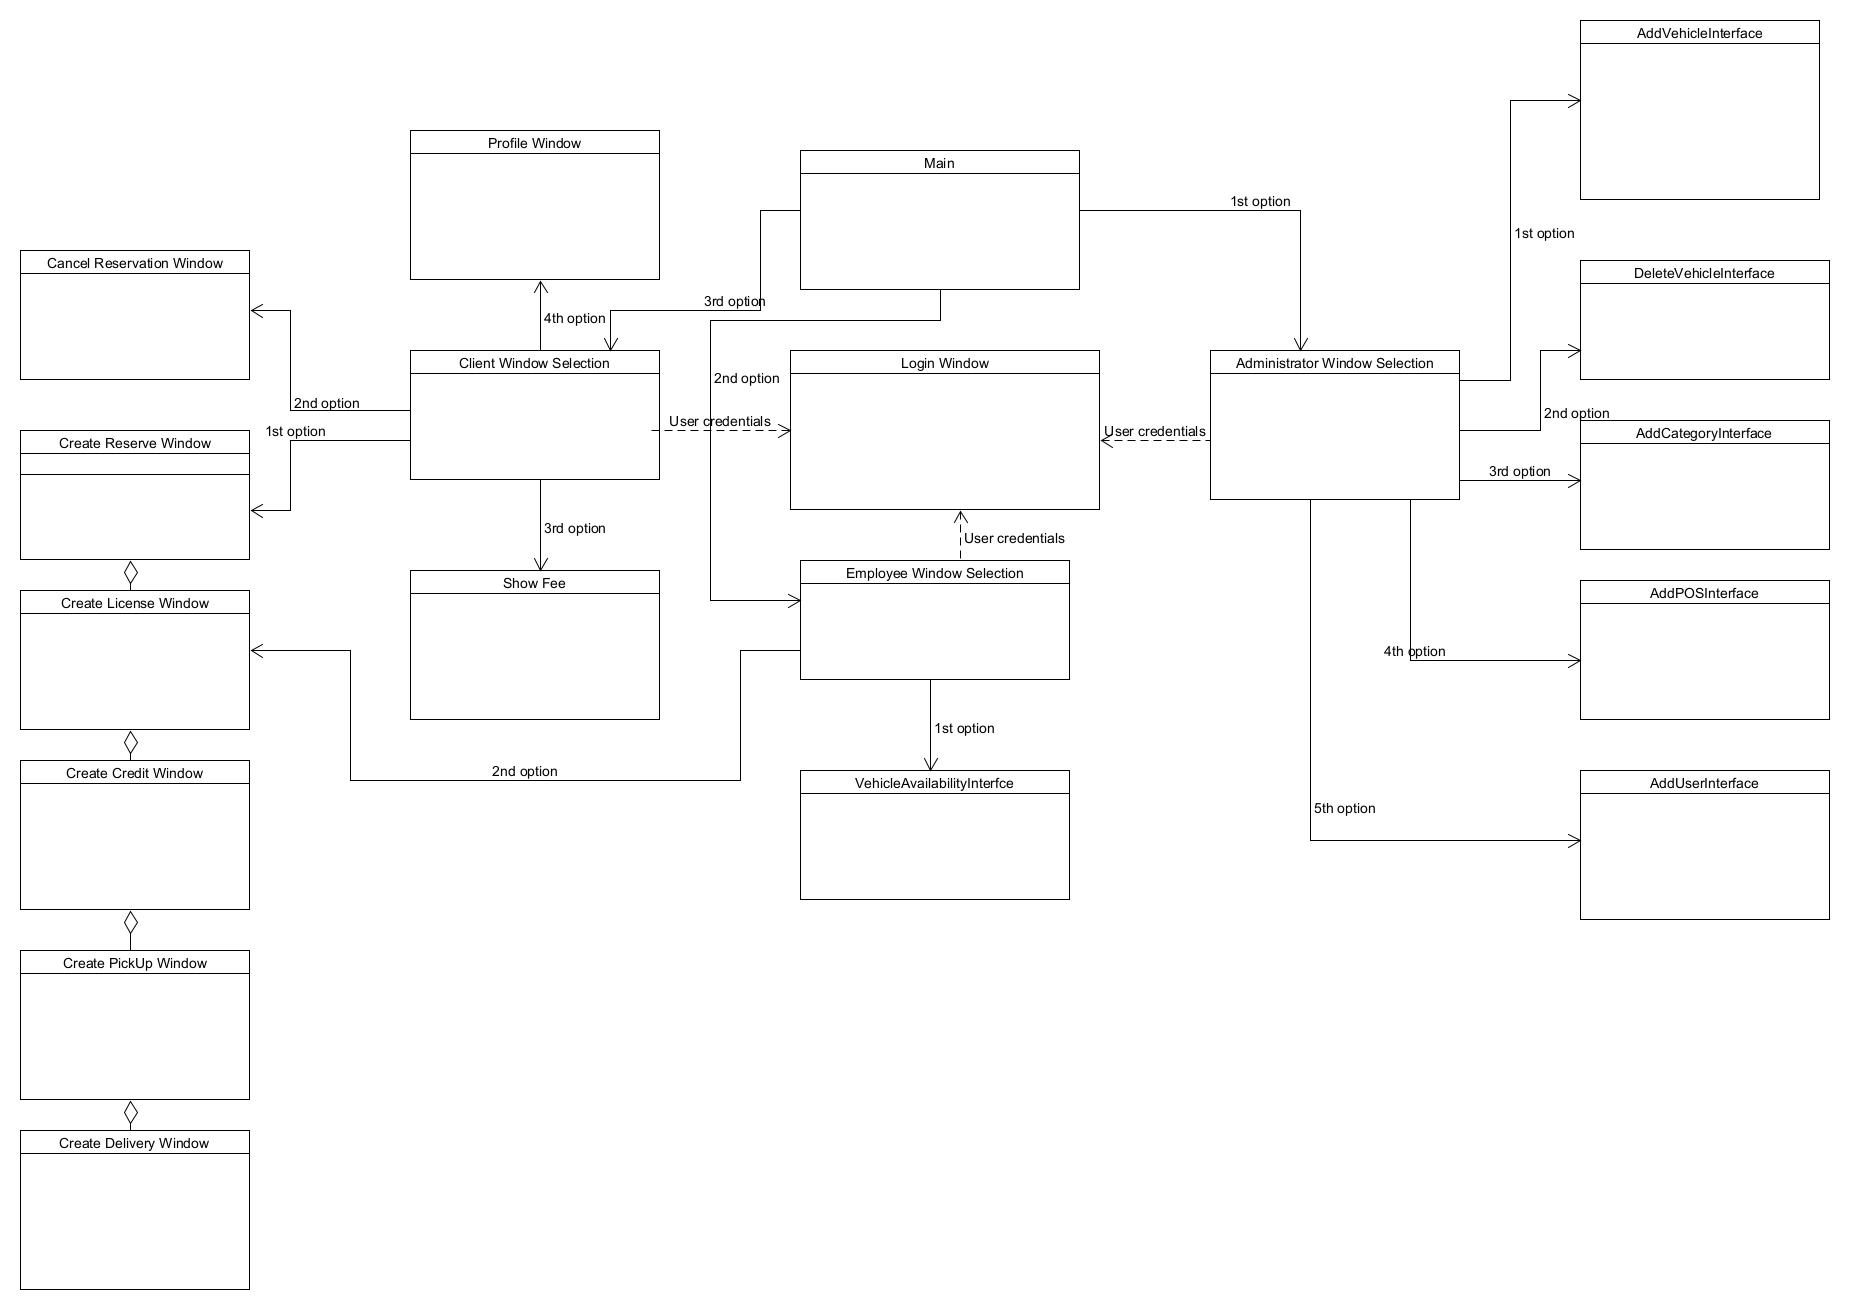 AddVehicleInterface
Profile Window
Main
1st option
1st option
Cancel Reservation Window
DeleteVehicleInterface
3rd option
4th option
Client Window Selection
Login Window
Administrator Window Selection
2nd option
2nd option
2nd option
User credentials
User credentials
1st option
Create Reserve Window
AddCategoryInterface
3rd option
3rd option
User credentials
Show Fee
Employee Window Selection
AddPOSInterface
Create License Window
4th option
1st option
2nd option
Create Credit Window
VehicleAvailabilityInterfce
AddUserInterface
5th option
Create PickUp Window
Create Delivery Window